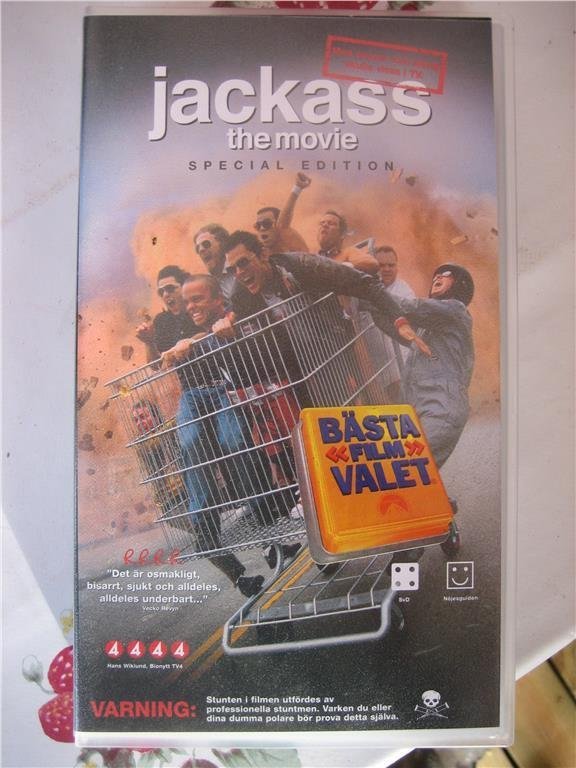 jackass
the movie
SPECIAL EDITION
BÄSTA
«FILM»
VALET
"Det är osmakligt,
bisarrt, sjukt och alldeles,
alldeles underbart..."
Vecko Revyn
SvD
Nöjesguiden
4 4 4 4
Hans Wiklund, Bionytt TV4
VARNING:
Stunten i filmen utfördes av
professionella stuntmen. Varken du eller
dina dumma polare bör prova detta själva.